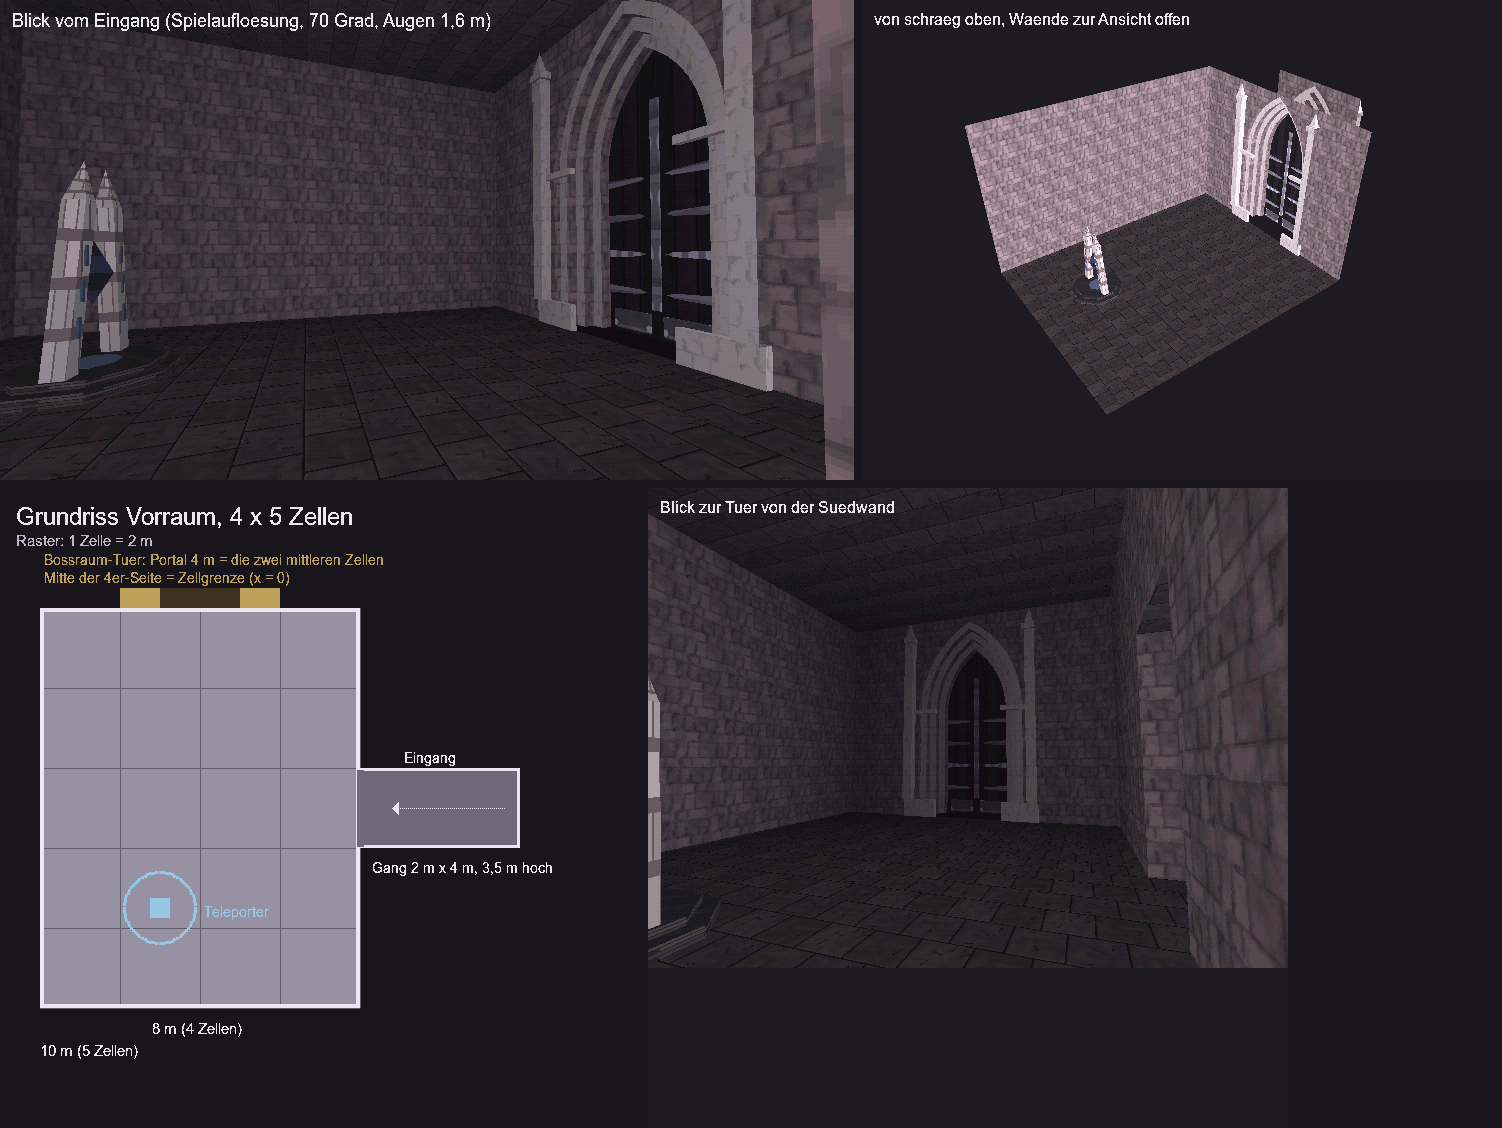 Blick vom Eingang (Spielaufloesung, 70 Grad, Augen 1,6 m)
von schraeg oben, Waende zur Ansicht offen
Grundriss Vorraum, 4 x 5 Zellen
Raster: 1 Zelle = 2 m
Bossraum-Tuer: Portal 4 m = die zwei mittleren Zellen
Mitte der 4er-Seite = Zellgrenze (x = 0)
Eingang
Gang 2 m x 4 m, 3,5 m hoch
Teleporter
8 m (4 Zellen)
10 m (5 Zellen)
Blick zur Tuer von der Suedwand